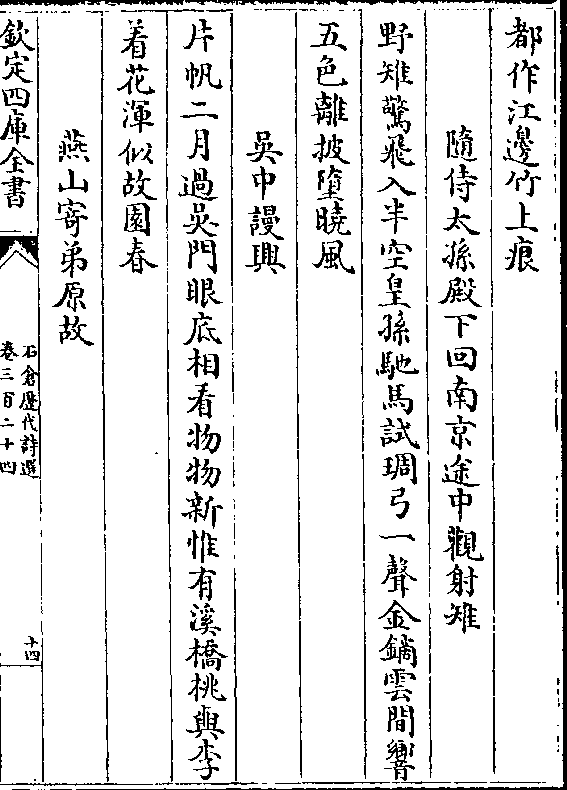 都作江邊竹上痕
隨侍太孫殿下回南京途中觀射雉
野雉驚飛入半空皇孫馳馬試琱弓一聲金鏑雲間響
五色離披墮曉風
吳中謾興
片帆二月過吳門眼底相看物物新惟有溪橋桃與李
着花渾似故園春
燕山寄弟原故
欽定四庫全書
石倉歷代詩選
卷三百二十四
十四